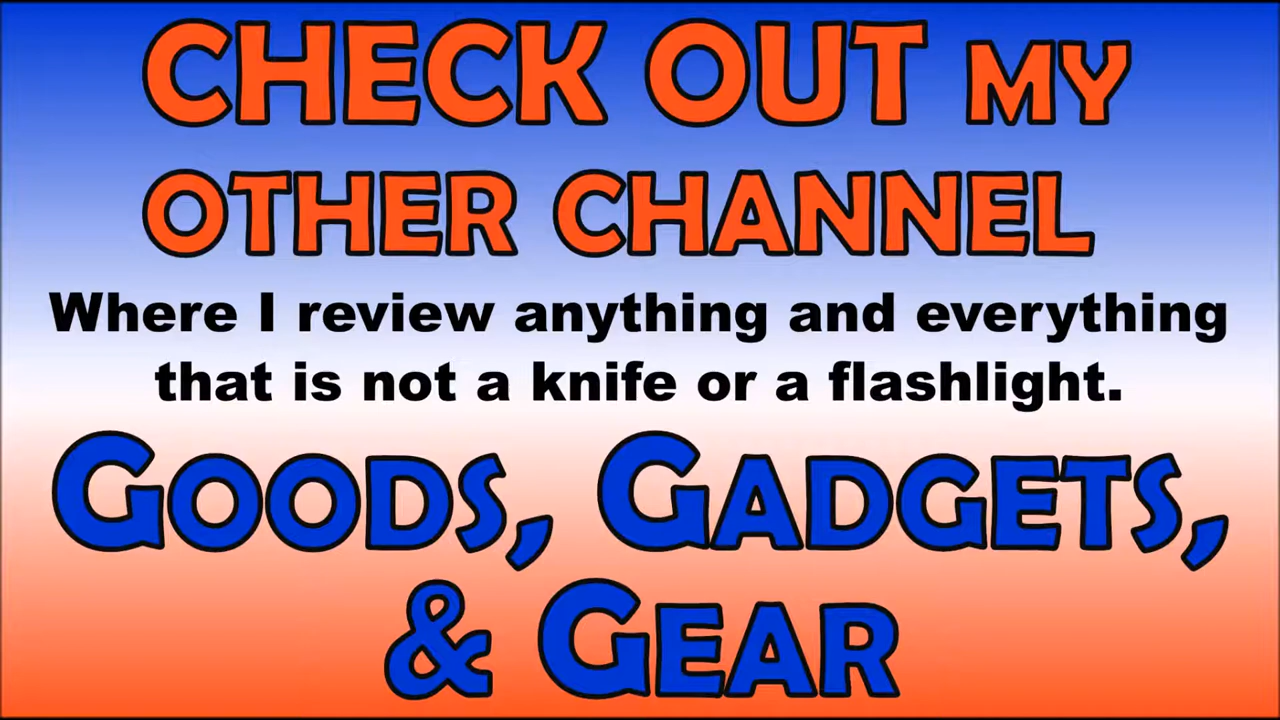 CHECK OUT MY
OTHER CHANNEL
Where I review anything and everything
that is not a knife or a flashlight.
GOODS, GADGETS,
& GEAR